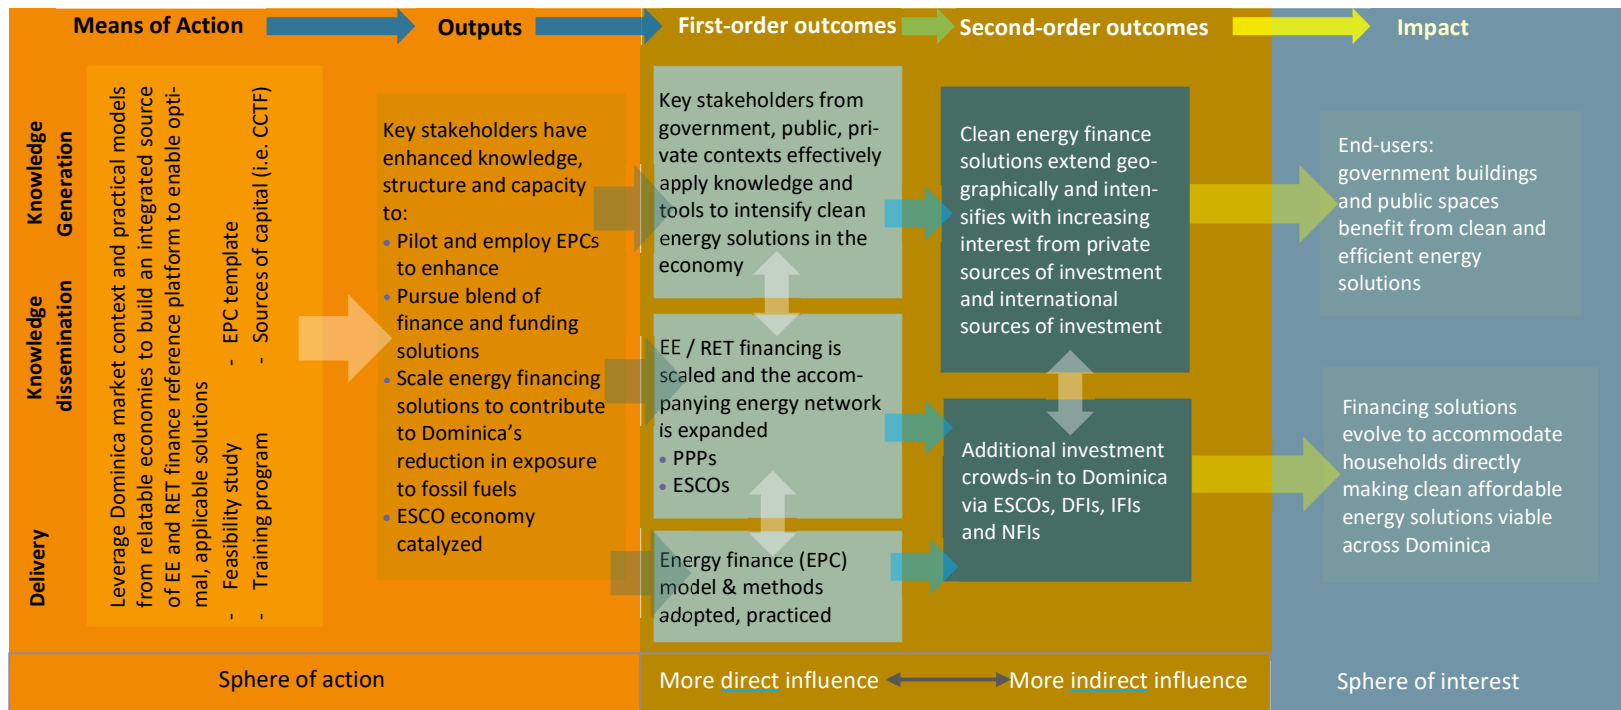 Means of Action
Outputs
First-order outcomes
Second-order outcomes
Impact
Knowledge
Generation
Knowledge
dissemination
Delivery
Leverage Dominica market context and practical models
from relatable economies to build an integrated source
of EE and RET finance reference platform to enable opti-
mal, applicable solutions
- Feasibility study
- EPC template
- Training program
- Sources of capital (i.e. CCTF)
Key stakeholders have
enhanced knowledge,
structure and capacity
to:
• Pilot and employ EPCs
to enhance
• Pursue blend of
finance and funding
solutions
• Scale energy financing
solutions to contribute
to Dominica's
reduction in exposure
to fossil fuels
• ESCO economy
catalyzed
Key stakeholders from
government, public, pri-
vate contexts effectively
apply knowledge and
tools to intensify clean
energy solutions in the
economy
EE / RET financing is
scaled and the accom-
panying energy network
is expanded
• PPPs
• ESCOs
Energy finance (EPC)
model & methods
adopted, practiced
Clean energy finance
solutions extend geo-
graphically and inten-
sifies with increasing
interest from private
sources of investment
and international
sources of investment
Additional investment
crowds-in to Dominica
via ESCOs, DFIs, IFIs
and NFIs
End-users:
government buildings
and public spaces
benefit from clean and
efficient energy
solutions
Financing solutions
evolve to accommodate
households directly
making clean affordable
energy solutions viable
across Dominica
Sphere of action
More direct influence
More indirect influence
Sphere of interest